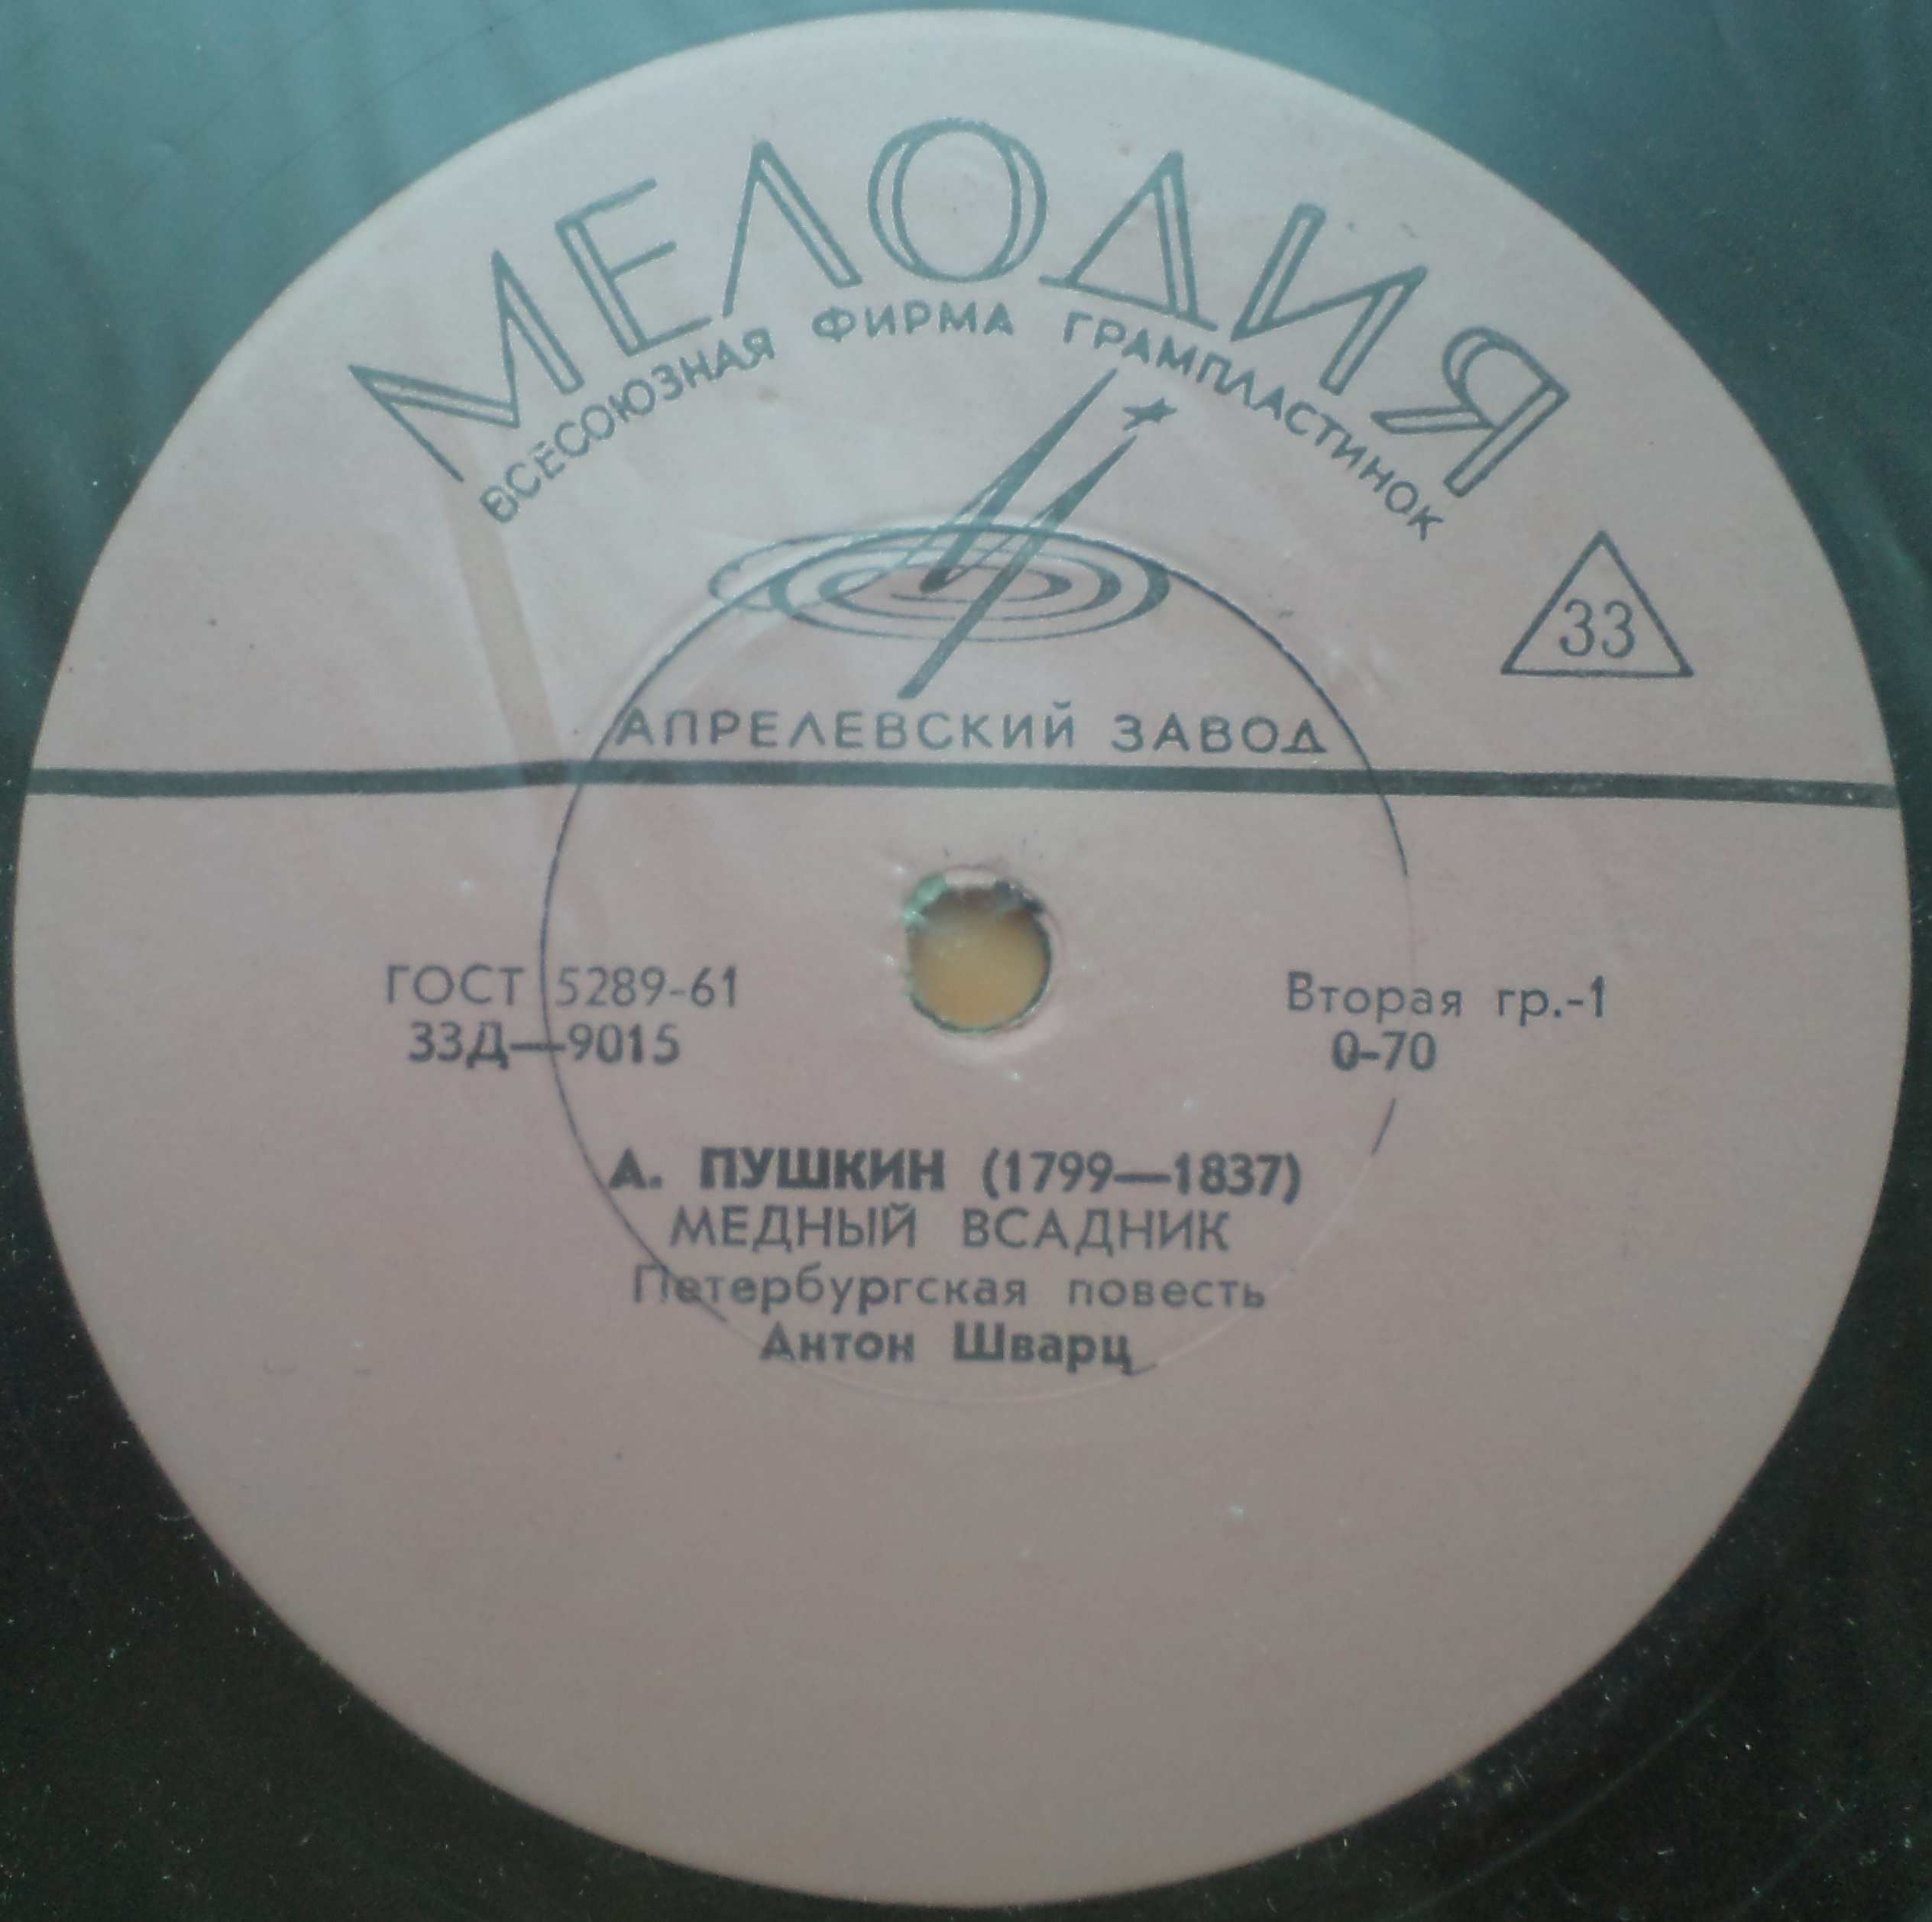 МЕЛОДИЯ
ВСЕСОЮЗНАЯ ФИРМА ГРАМПЛАСТИНОК
33
АПРЕЛЕВСКИЙ ЗАВОД
ГОСТ 5289-61
33Д—9015
Вторая гр.-1
0-70
А. ПУШКИН (1799—1837)
МЕДНЫЙ ВСАДНИК
Петербургская повесть
Антон Шварц